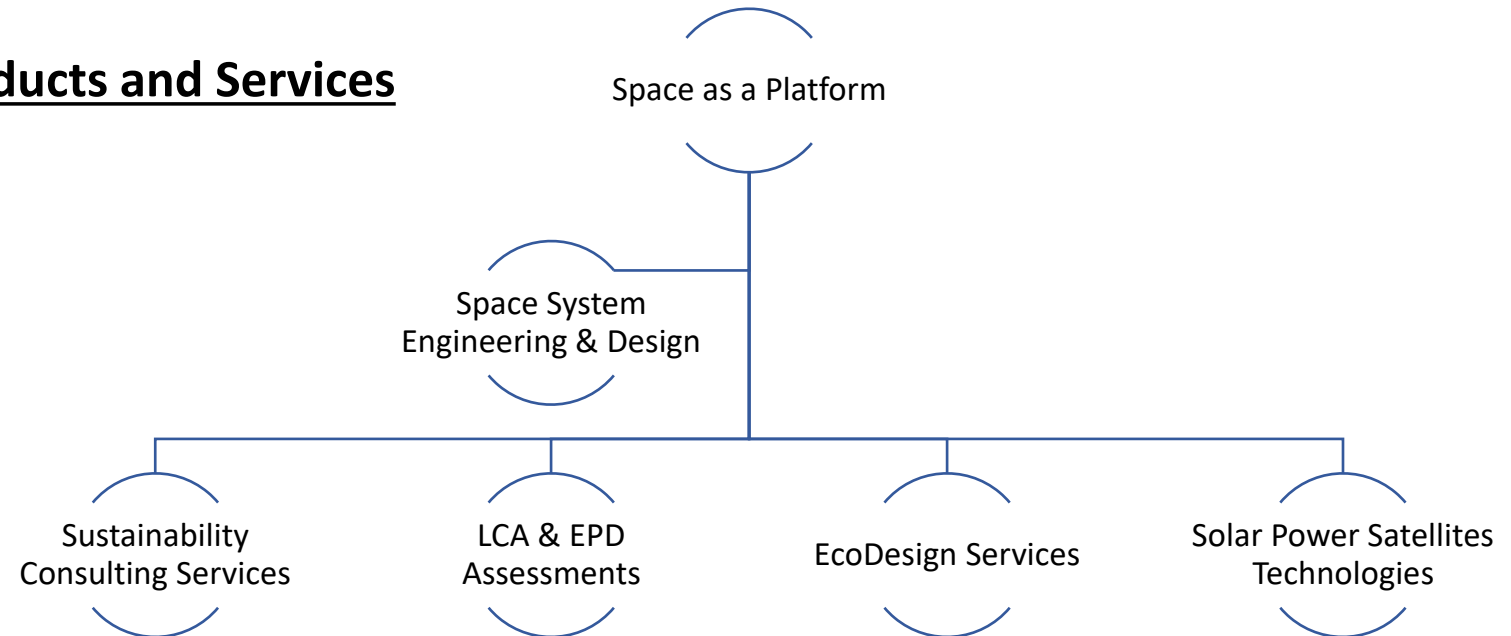 ducts and Services
Space as a Platform
Space System
Engineering & Design
Sustainability
Consulting Services
LCA & EPD
Assessments
EcoDesign Services
Solar Power Satellites
Technologies